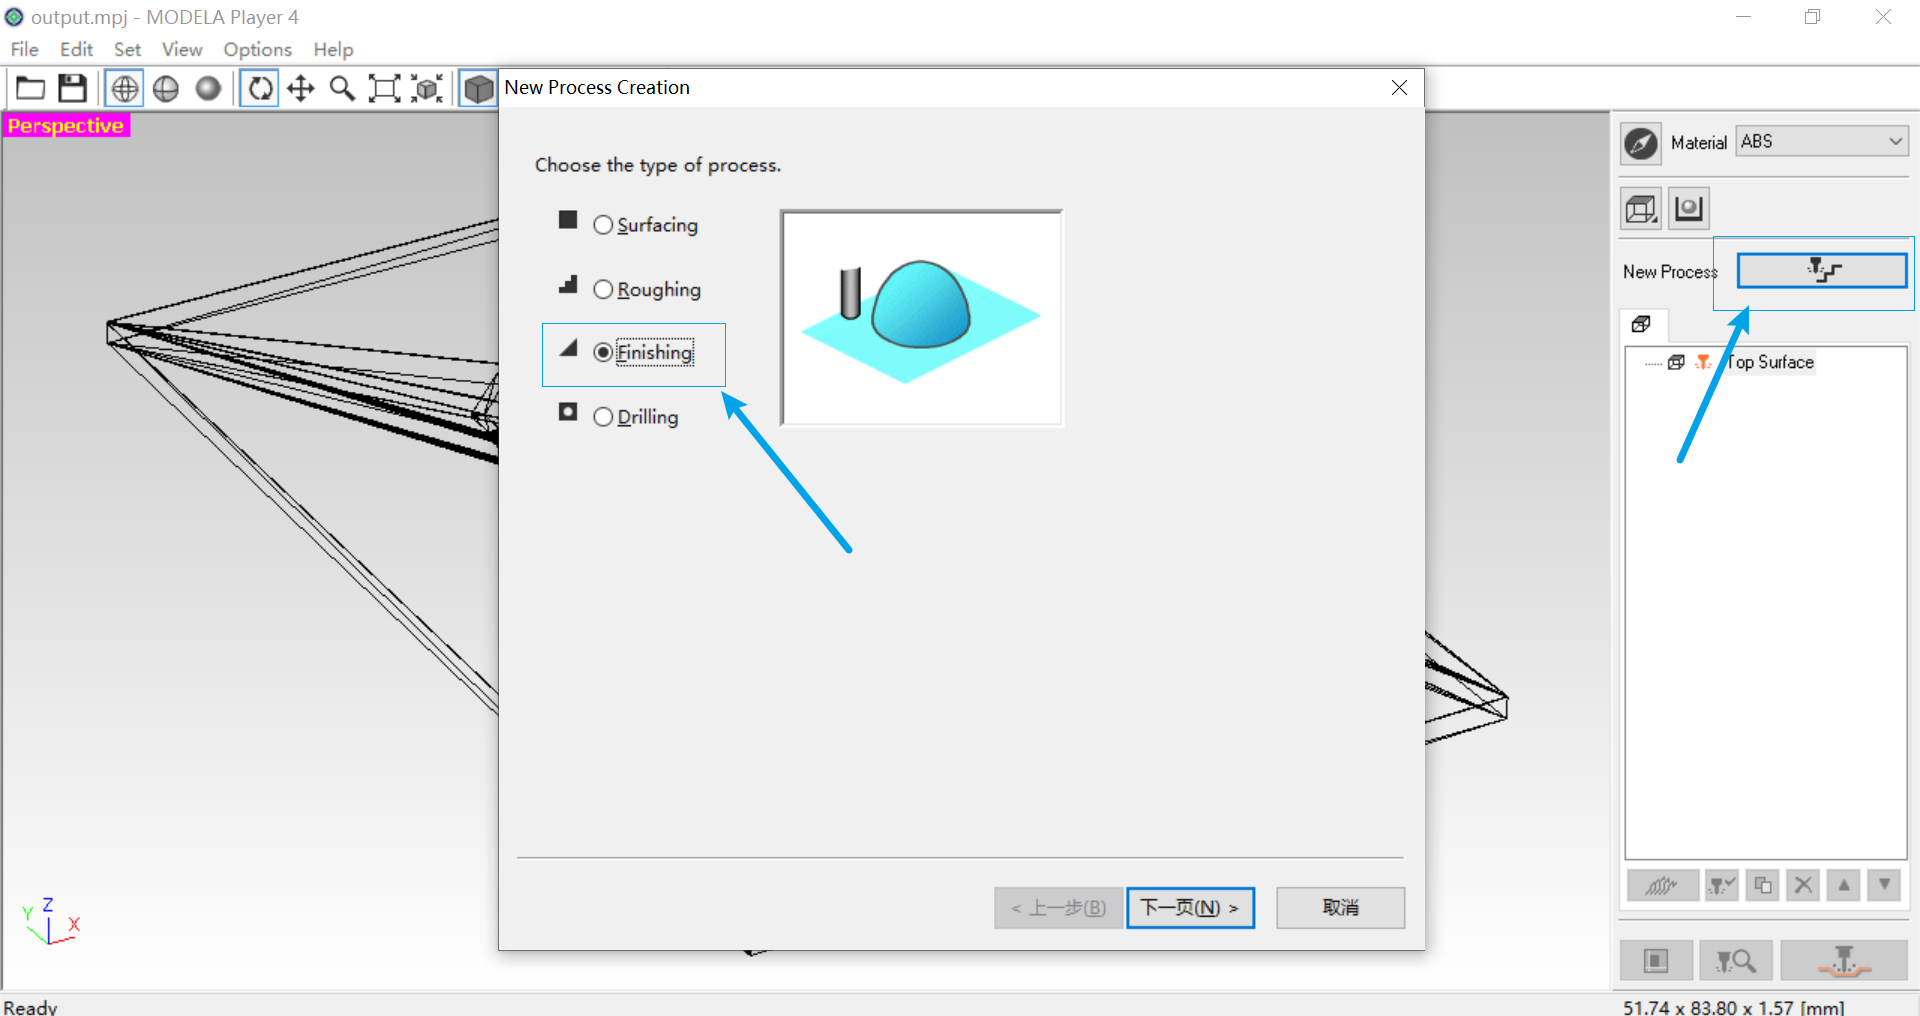 output.mpj - MODELA Player 4
File Edit Set View Options Help
New Process Creation
Perspective
Choose the type of process.
Surfacing
Roughing
Finishing
Drilling
< 上一步(B)
下一页(N) >
取消
Material ABS
New Process
Top Surface
Z
Y
X
Ready
51.74 x 83.80 x 1.57 [mm]